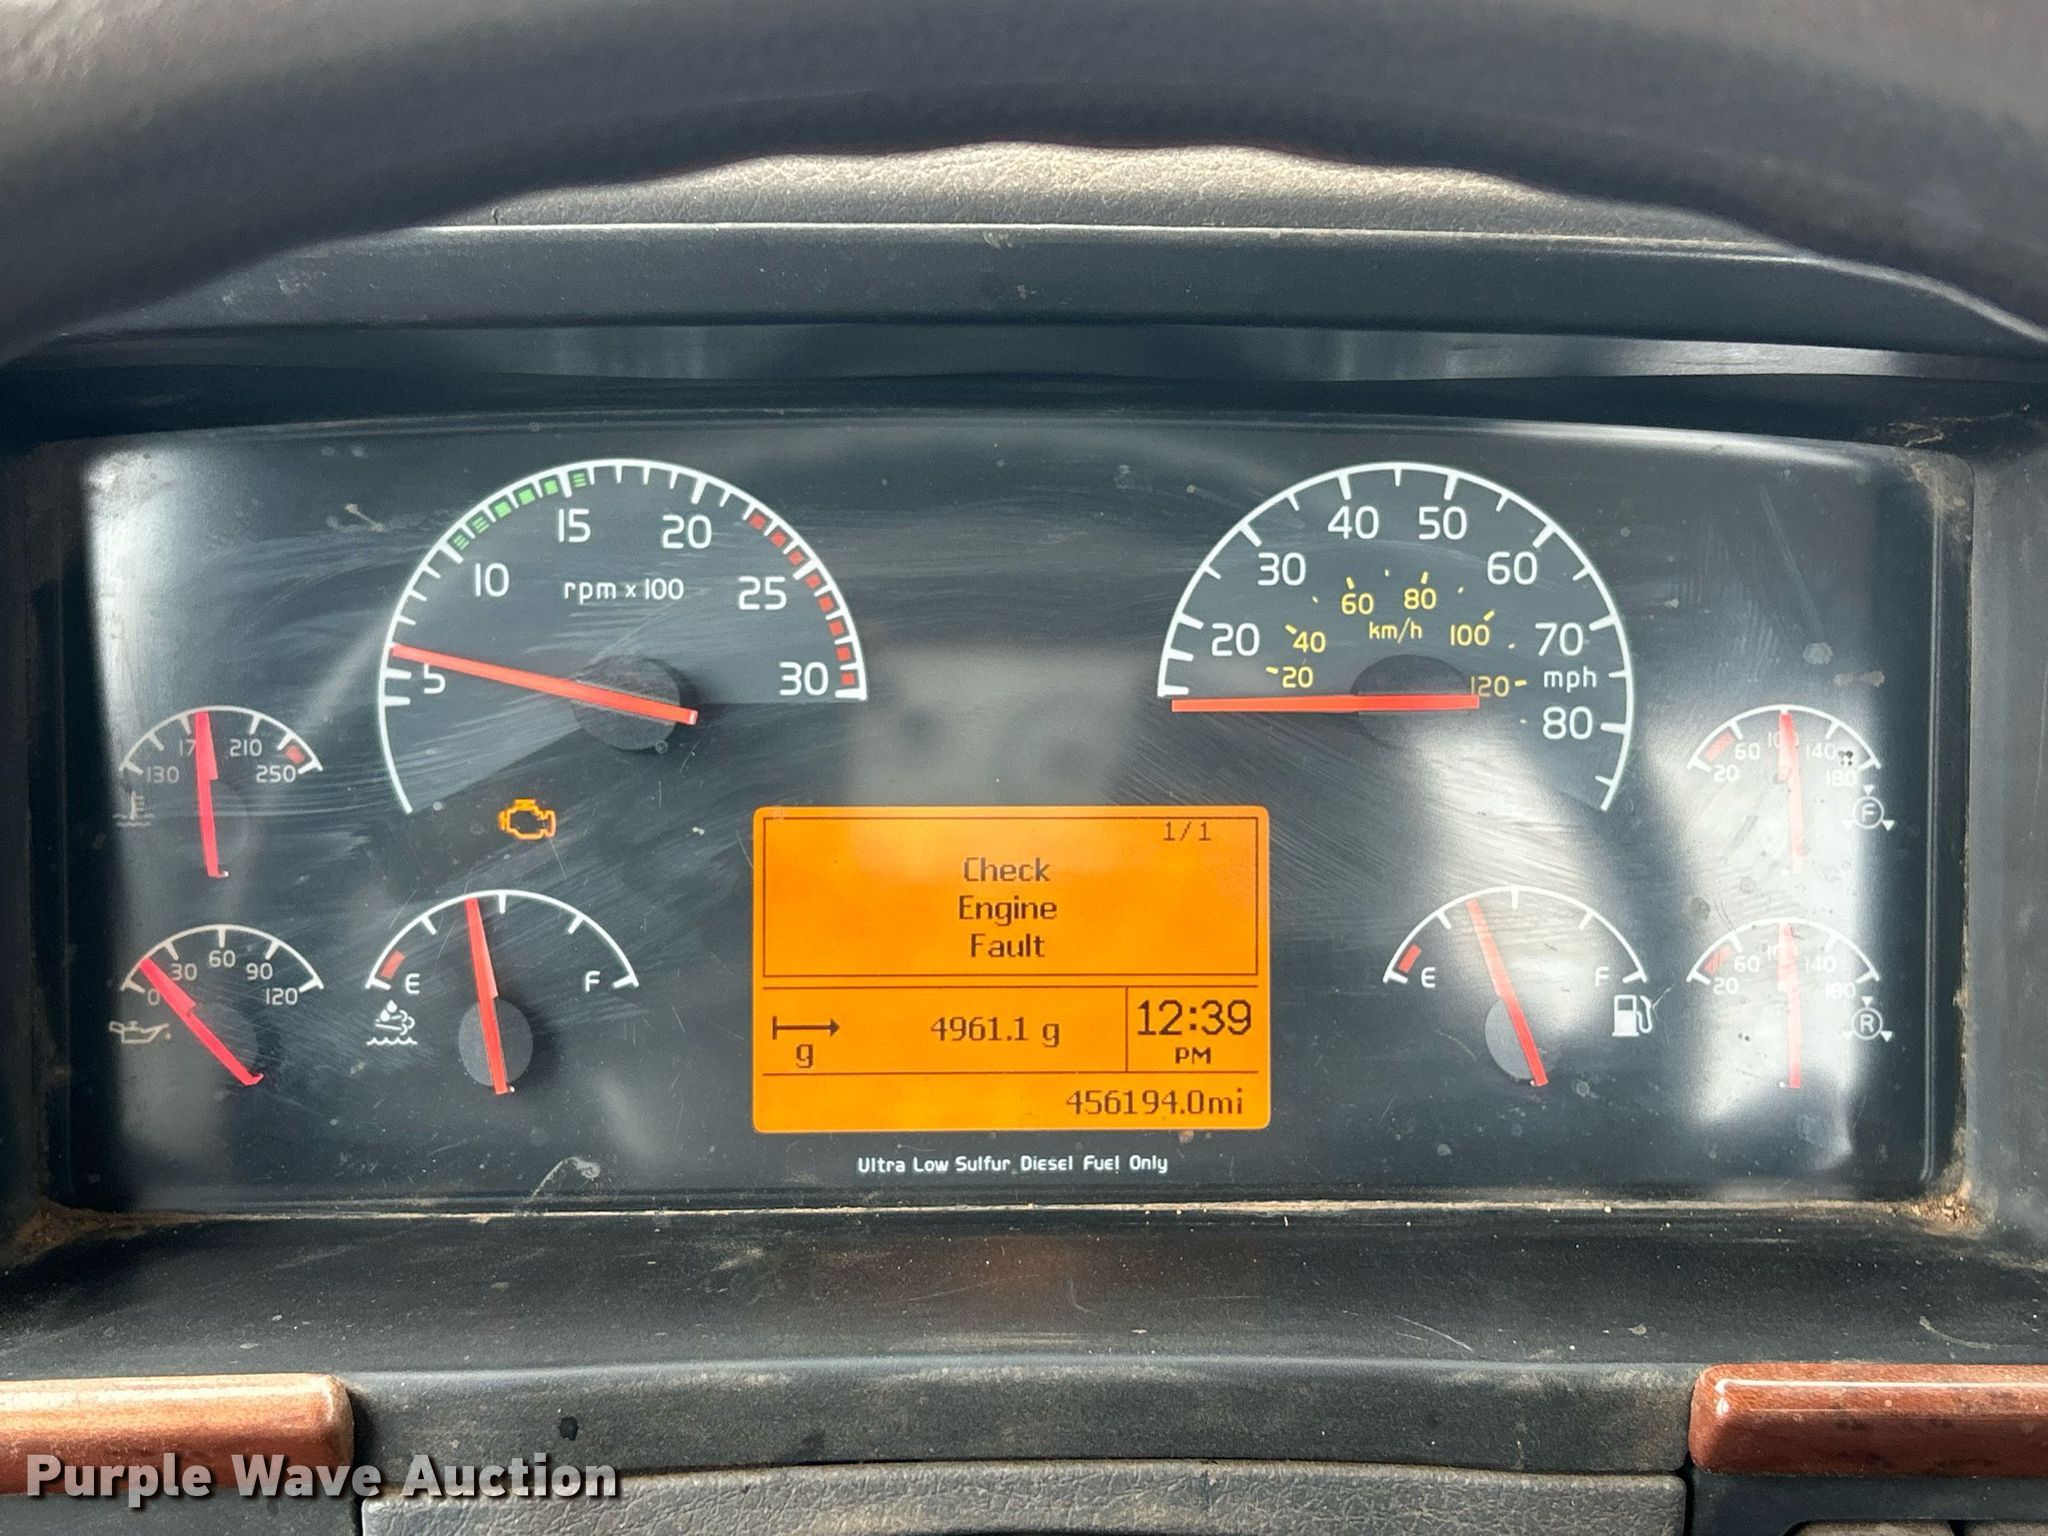 5
10
15
20
25
30
rpm x 100
20
30
40
50
60
70
80
mph
20
40
60
80
100
120
km/h
130
210
250
20
60
140
180
F
0
30
60
90
120
E
F
E
F
20
60
140
180
R
1/1
Check
Engine
Fault
g
4961.1 g
12:39
PM
456194.0mi
Ultra Low Sulfur Diesel Fuel Only
Purple Wave Auction